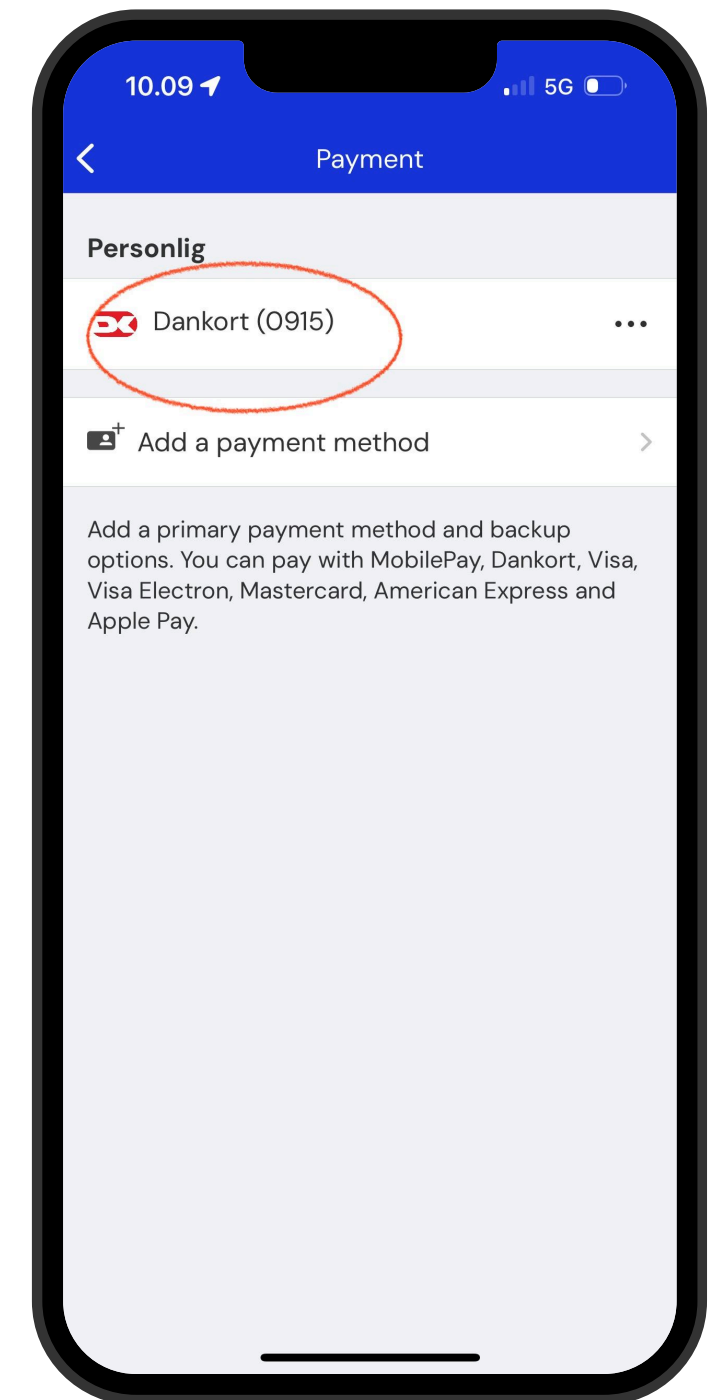 10.09
5G
Payment
Personlig
Dankort (0915)
Add a payment method
Add a primary payment method and backup
options. You can pay with MobilePay, Dankort, Visa,
Visa Electron, Mastercard, American Express and
Apple Pay.